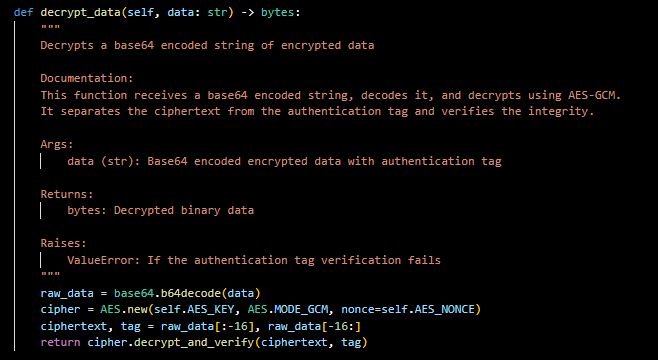 def decrypt_data(self, data: str) -> bytes:
"""
Decrypts a base64 encoded string of encrypted data
Documentation:
This function receives a base64 encoded string, decodes it, and decrypts using AES-GCM.
It separates the ciphertext from the authentication tag and verifies the integrity.
Args:
data (str): Base64 encoded encrypted data with authentication tag
Returns:
bytes: Decrypted binary data
Raises:
ValueError: If the authentication tag verification fails
"""
raw_data = base64.b64decode(data)
cipher = AES.new(self.AES_KEY, AES.MODE_GCM, nonce=self.AES_NONCE)
ciphertext, tag = raw_data[:-16], raw_data[-16:]
return cipher.decrypt_and_verify(ciphertext, tag)